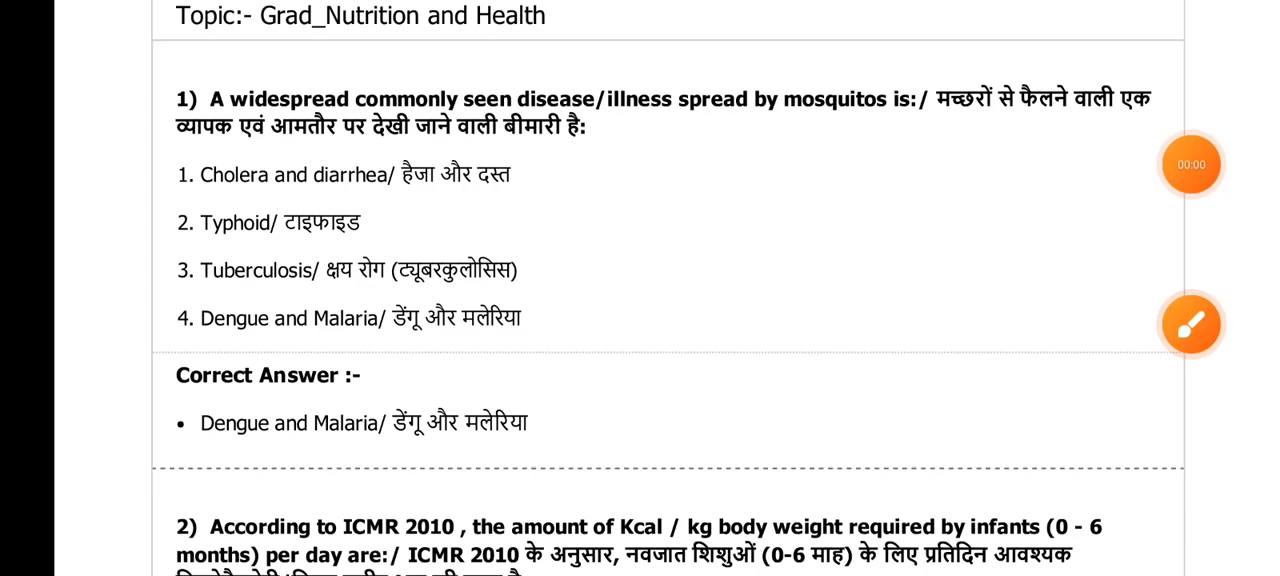 Topic:- Grad_Nutrition and Health
1) A widespread commonly seen disease/illness spread by mosquitos is:/ मच्छरों से फैलने वाली एक
व्यापक एवं आमतौर पर देखी जाने वाली बीमारी है:
1. Cholera and diarrhea/ हैजा और दस्त
2. Typhoid/ टाइफाइड
3. Tuberculosis/ क्षय रोग (ट्यूबरकुलोसिस)
4. Dengue and Malaria/ डेंगू और मलेरिया
Correct Answer :-
• Dengue and Malaria/ डेंगू और मलेरिया
2) According to ICMR 2010 , the amount of Kcal / kg body weight required by infants (0 - 6
months) per day are:/ ICMR 2010 के अनुसार, नवजात शिशुओं (0-6 माह) के लिए प्रतिदिन आवश्यक
00:00